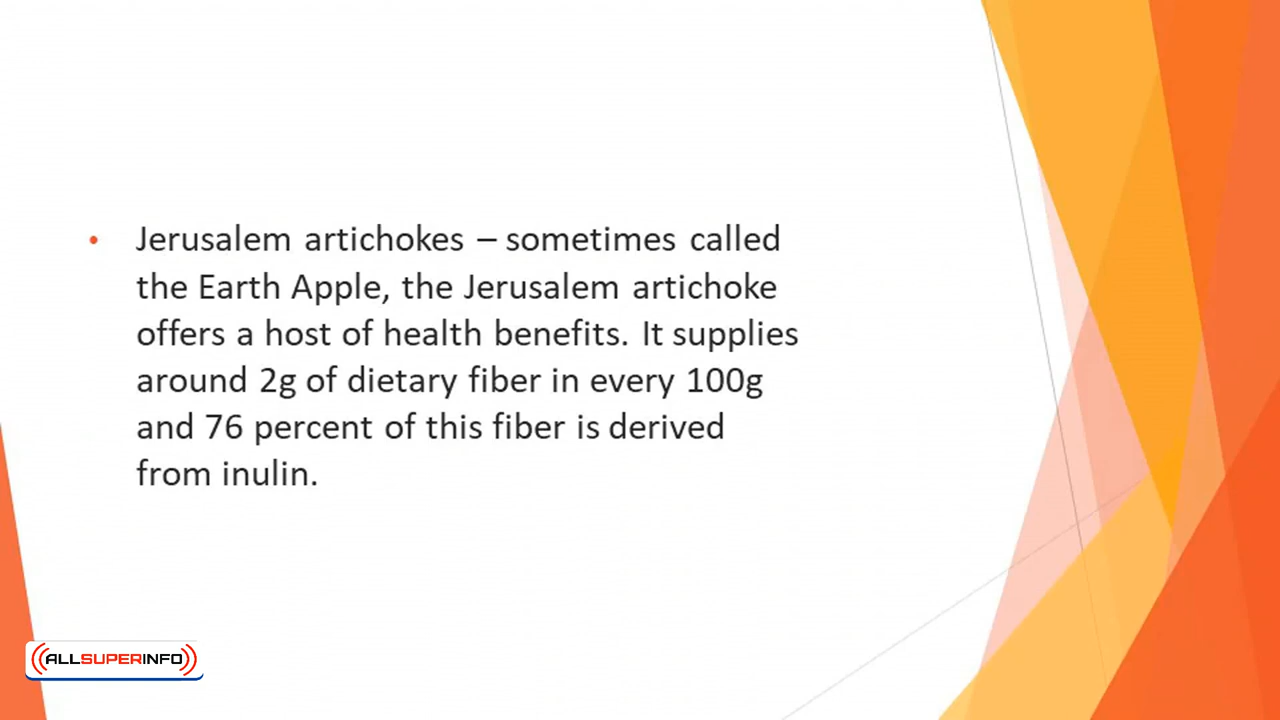 • Jerusalem artichokes – sometimes called
the Earth Apple, the Jerusalem artichoke
offers a host of health benefits. It supplies
around 2g of dietary fiber in every 100g
and 76 percent of this fiber is derived
from inulin.
ALLSUPERINFO